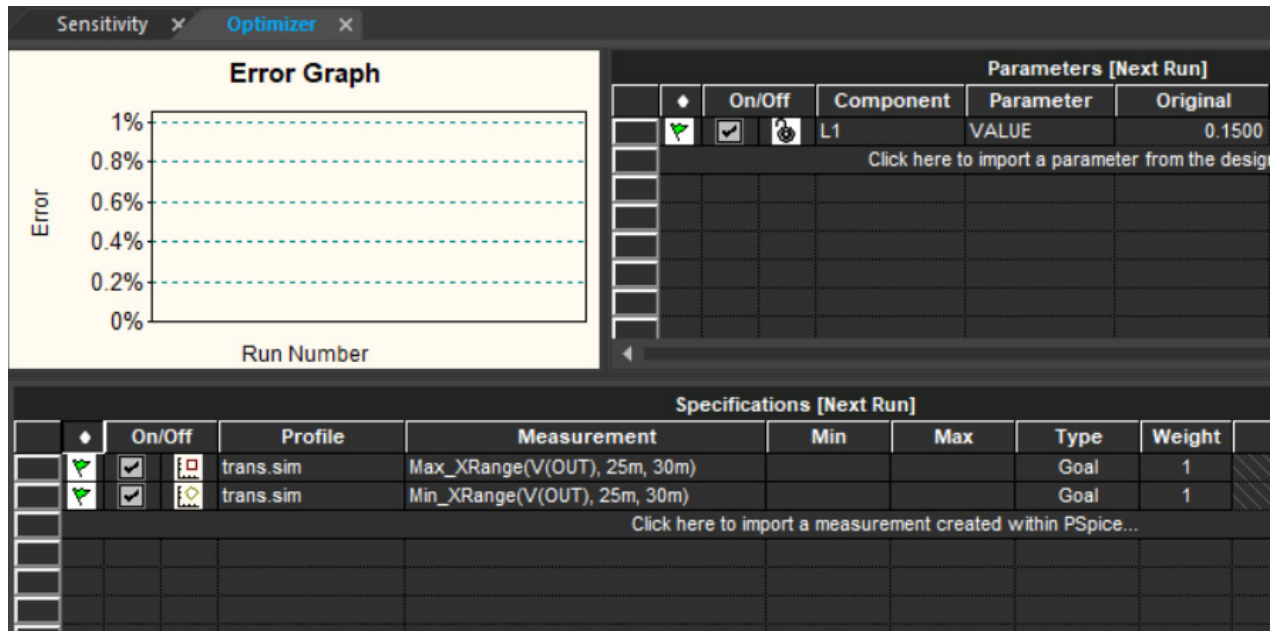 Sensitivity × Optimizer ×
Error Graph
1%
0.8%
0.6%
0.4%
0.2%
0%
Error
Run Number
Parameters [Next Run]
On/Off Component Parameter Original
L1 VALUE 0.1500
Click here to import a parameter from the design
Specifications [Next Run]
On/Off Profile Measurement Min Max Type Weight
trans.sim Max_XRange(V(OUT), 25m, 30m) Goal 1
trans.sim Min_XRange(V(OUT), 25m, 30m) Goal 1
Click here to import a measurement created within PSpice...